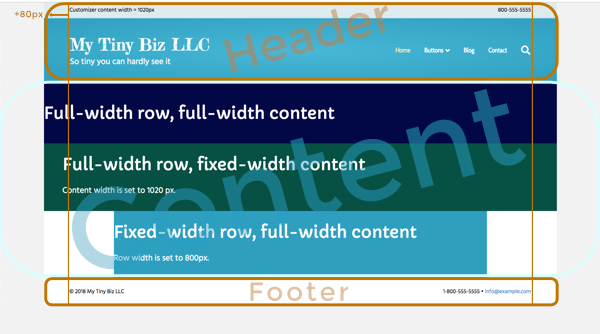 +80px
Customizer content width = 1020px
800-555-5555
Header
My Tiny Biz LLC
So tiny you can hardly see it
Home Buttons Blog Contact
Content
Full-width row, full-width content
Full-width row, fixed-width content
Content width is set to 1020 px.
Fixed-width row, full-width content
Row width is set to 800px.
Footer
© 2018 My Tiny Biz LLC
1-800-555-5555 • info@example.com